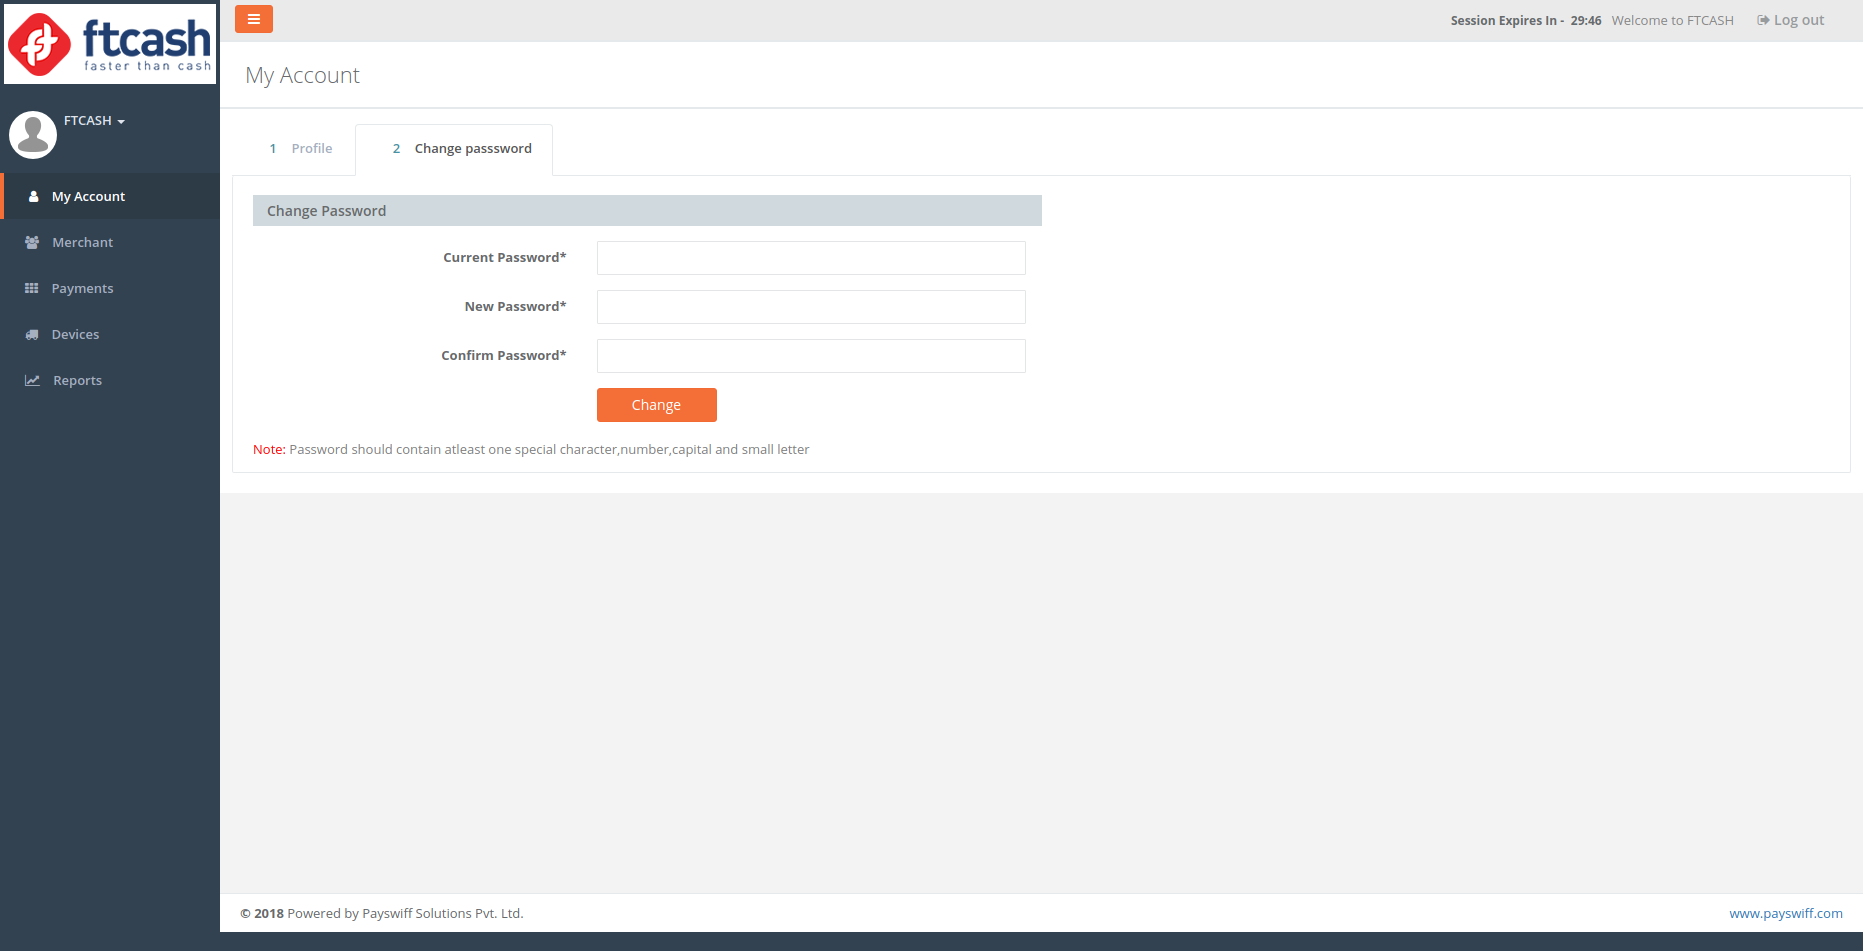 ftcash
faster than cash
Session Expires In - 29:46 Welcome to FTCASH Log out
My Account
FTCASH
1 Profile
2 Change passsword
My Account
Merchant
Payments
Devices
Reports
Change Password
Current Password*
New Password*
Confirm Password*
Change
Note: Password should contain atleast one special character,number,capital and small letter
© 2018 Powered by Payswiff Solutions Pvt. Ltd.
www.payswiff.com